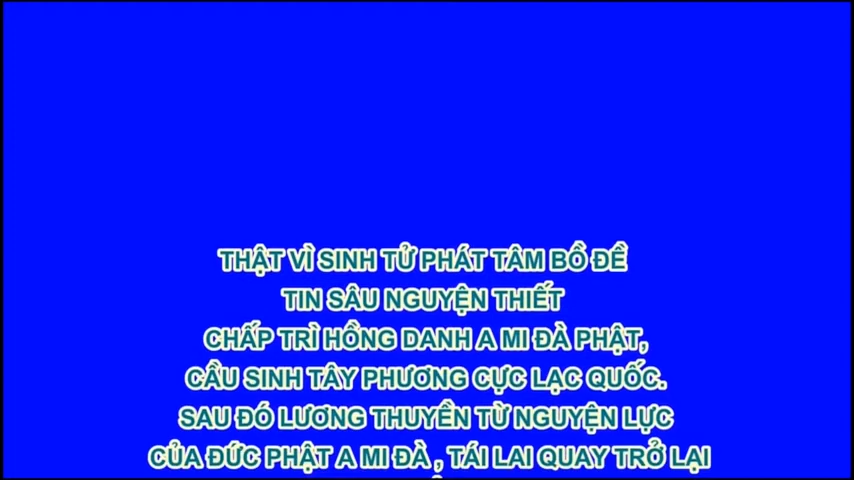 THẬT VÌ SINH TỬ PHÁT TÂM BỒ ĐỀ
TIN SÂU NGUYỆN THIẾT
CHẤP TRÌ HỒNG DANH A MI ĐÀ PHẬT,
CẦU SINH TÂY PHƯƠNG CỰC LẠC QUỐC.
SAU ĐÓ LƯƠNG THUYỀN TỪ NGUYỆN LỰC
CỦA ĐỨC PHẬT A MI ĐÀ , TÁI LAI QUAY TRỞ LẠI